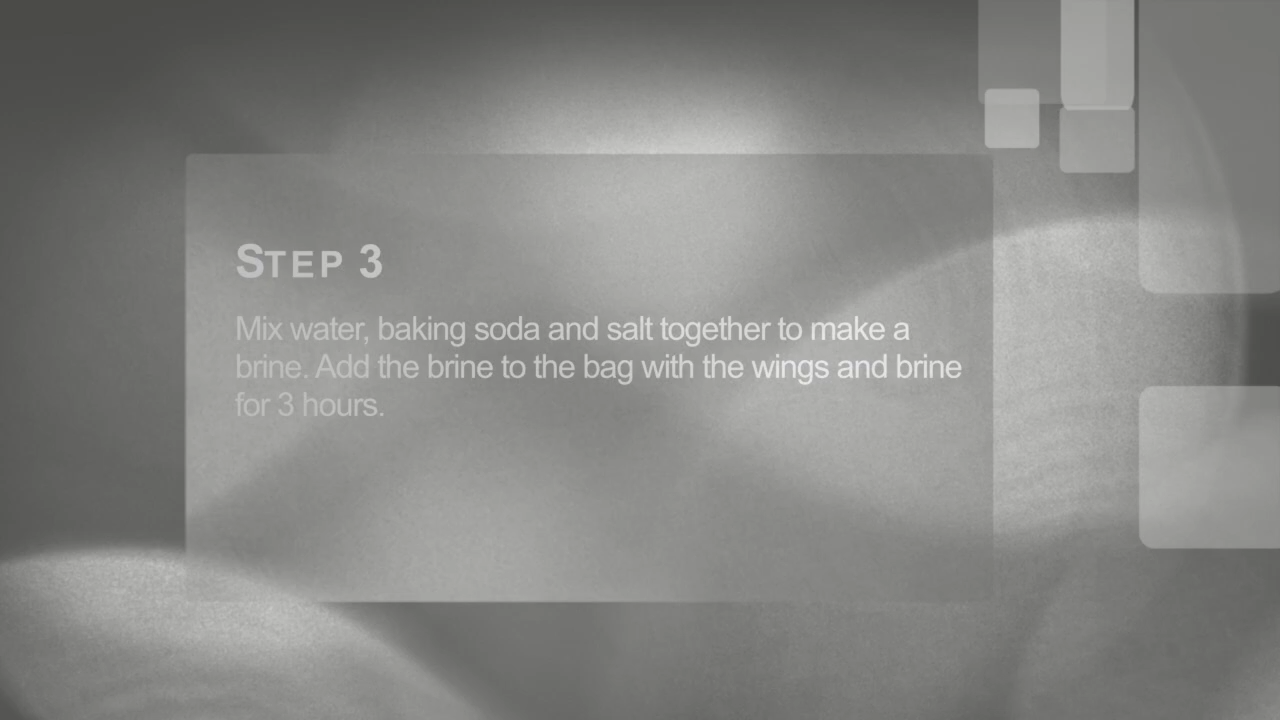 STEP 3
Mix water, baking soda and salt together to make a
brine. Add the brine to the bag with the wings and brine
for 3 hours.